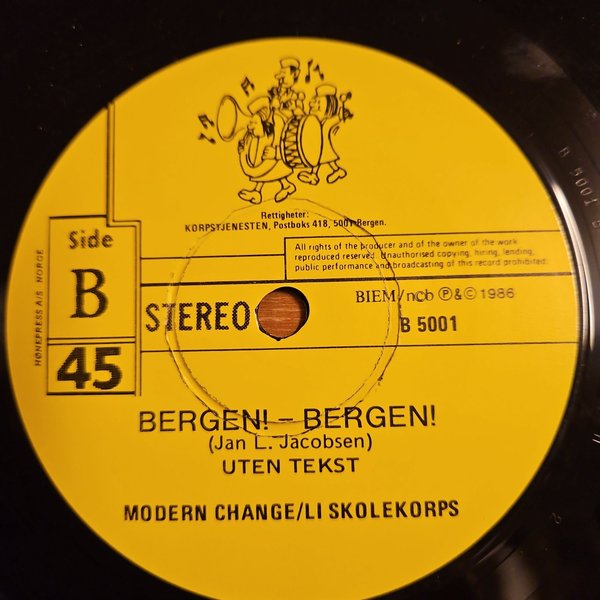 Rettigheter:
KORPSTJENESTEN, Postboks 418, 5001 Bergen.
All rights of the producer and of the owner of the work
reproduced reserved. Unauthorised copying, hiring, lending,
public performance and broadcasting of this record prohibited.
Side
B
45
HØNEPRESS A/S NORGE
STEREO
BIEM/ncb Ⓟ&Ⓒ 1986
B 5001
BERGEN! – BERGEN!
(Jan L. Jacobsen)
UTEN TEKST
MODERN CHANGE/LI SKOLEKORPS
B 5001